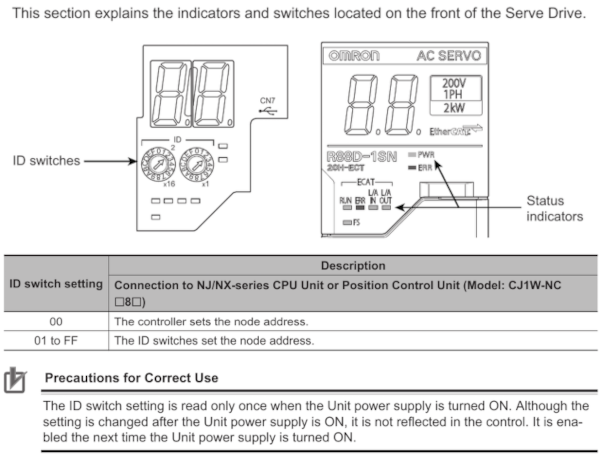 This section explains the indicators and switches located on the front of the Serve Drive.
OMRON AC SERVO
200V
1PH
2kW
CN7
EtherCAT
ID
2
R88D-1SN
20H-ECT
PWR
ERR
ID switches
x16 x1
ECAT
L/A L/A
RUN ERR IN OUT
FS
Status
indicators
ID switch setting
Description
Connection to NJ/NX-series CPU Unit or Position Control Unit (Model: CJ1W-NC
□8□)
00 The controller sets the node address.
01 to FF The ID switches set the node address.
Precautions for Correct Use
The ID switch setting is read only once when the Unit power supply is turned ON. Although the
setting is changed after the Unit power supply is ON, it is not reflected in the control. It is ena-
bled the next time the Unit power supply is turned ON.